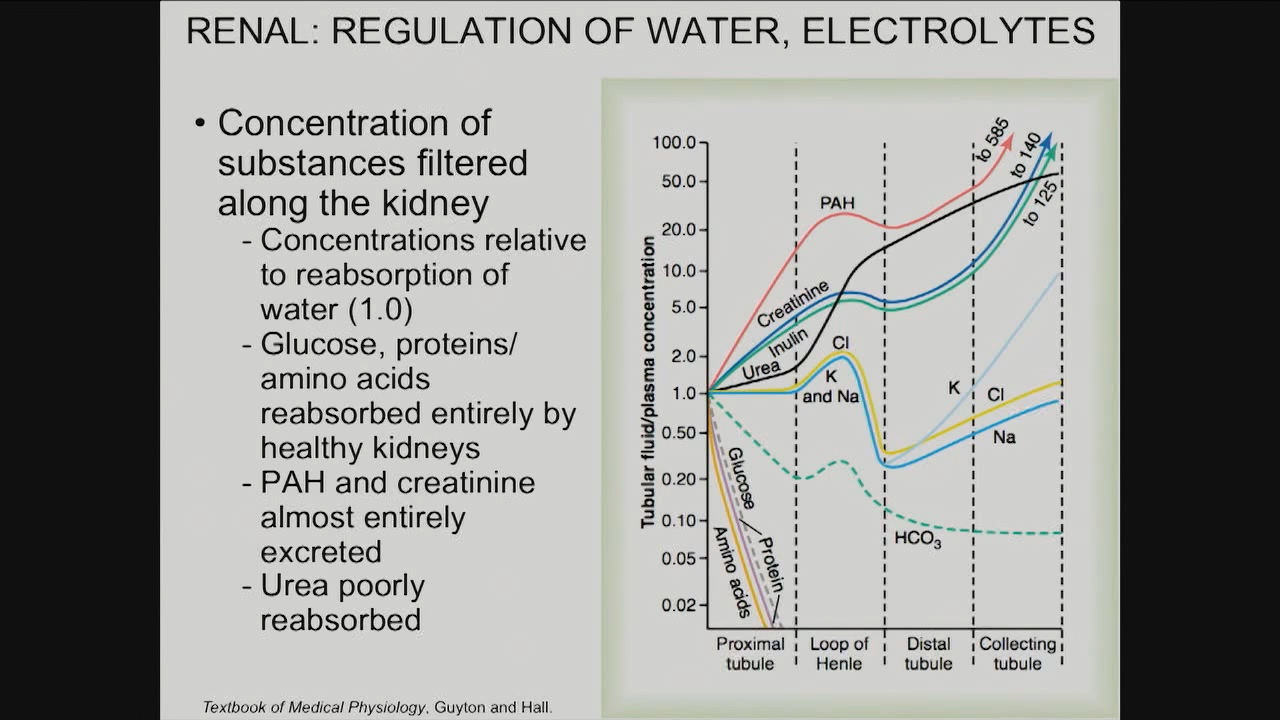 RENAL: REGULATION OF WATER, ELECTROLYTES
• Concentration of
substances filtered
along the kidney
- Concentrations relative
to reabsorption of
water (1.0)
- Glucose, proteins/
amino acids
reabsorbed entirely by
healthy kidneys
- PAH and creatinine
almost entirely
excreted
- Urea poorly
reabsorbed
Textbook of Medical Physiology, Guyton and Hall.
Tubular fluid/plasma concentration
100.0
50.0
20.0
10.0
5.0
2.0
1.0
0.50
0.20
0.10
0.05
0.02
to 585
to 140
to 125
PAH
Creatinine
Inulin
Urea
Cl
K
and Na
K
Cl
Na
Glucose
Protein
Amino acids
HCO₃
Proximal
tubule
Loop of
Henle
Distal
tubule
Collecting
tubule